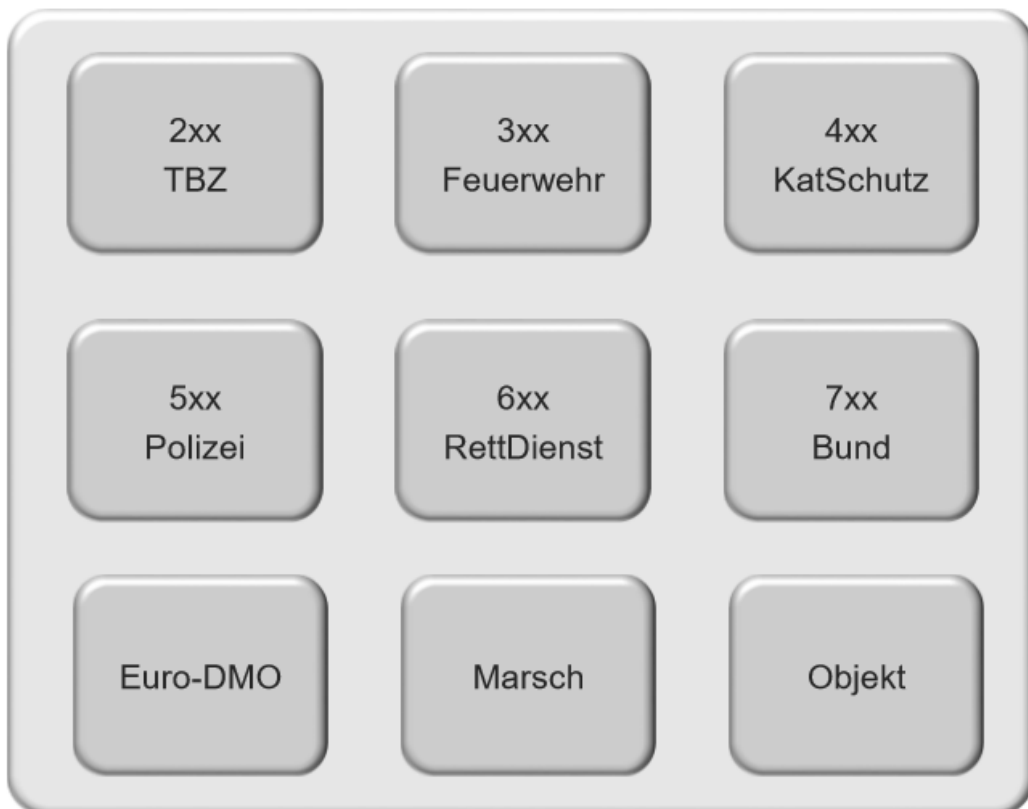 2xx
TBZ
3xx
Feuerwehr
4xx
KatSchutz
5xx
Polizei
6xx
RettDienst
7xx
Bund
Euro-DMO
Marsch
Objekt